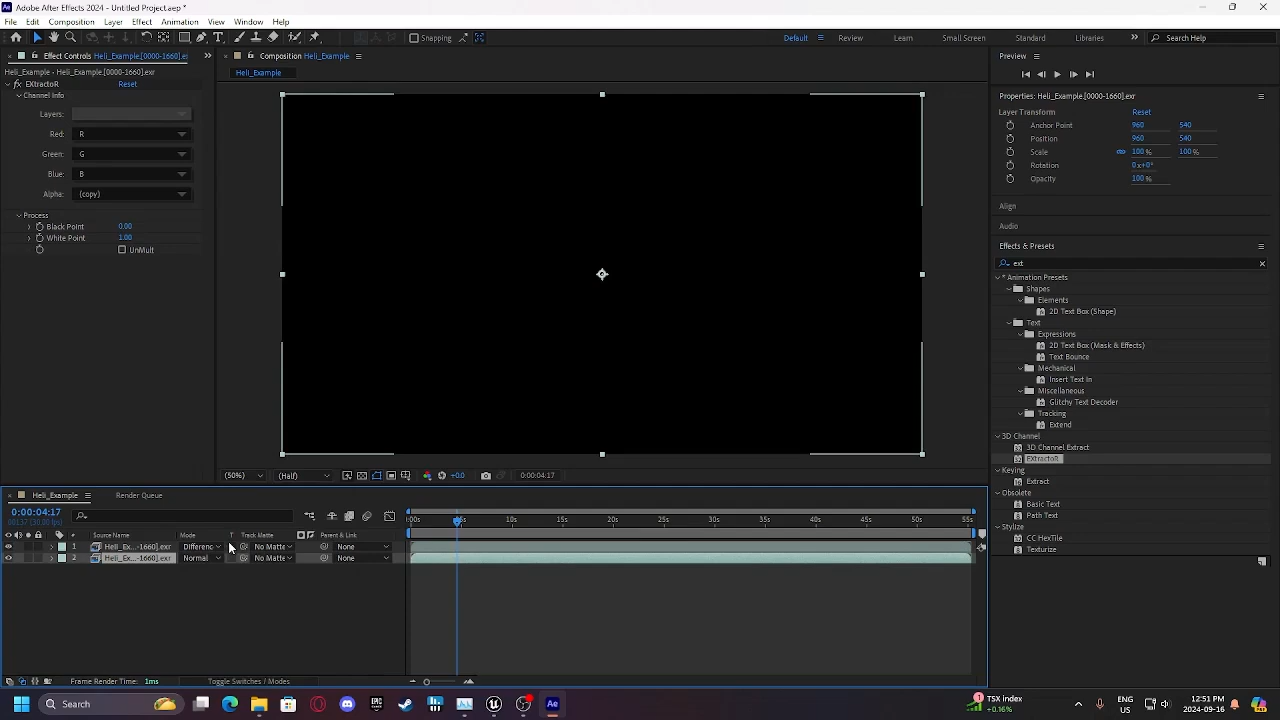 Adobe After Effects 2024 - Untitled Project.aep *
File Edit Composition Layer Effect Animation View Window Help
Snapping
Default Review Learn Small Screen Standard Libraries Search Help
Effect Controls Heli_Example.[0000-1660].e
Heli_Example • Heli_Example.[0000-1660].exr
fx EXtractoR Reset
Channel Info
Layers:
Red: R
Green: G
Blue: B
Alpha: (copy)
Process
Black Point 0.00
White Point 1.00
UnMult
Composition Heli_Example
Heli_Example
(50%) (Half) +0.0 0:00:04:17
Preview
Properties: Heli_Example.[0000-1660].exr
Layer Transform Reset
Anchor Point 960 540
Position 960 540
Scale 100 % 100 %
Rotation 0x+0°
Opacity 100 %
Align
Audio
Effects & Presets
ext
* Animation Presets
Shapes
Elements
2D Text Box (Shape)
Text
Expressions
2D Text Box (Mask & Effects)
Text Bounce
Mechanical
Insert Text In
Miscellaneous
Glitchy Text Decoder
Tracking
Extend
3D Channel
3D Channel Extract
EXtractoR
Keying
Extract
Obsolete
Basic Text
Path Text
Stylize
CC HexTile
Texturize
Heli_Example Render Queue
0:00:04:17
00137 (30.00 fps)
:00s 5s 10s 15s 20s 25s 30s 35s 40s 45s 50s 55s
# Source Name Mode T Track Matte Parent & Link
1 Heli_Ex...-1660].exr Differenc No Matte None
2 Heli_Ex...-1660].exr Normal No Matte None
Frame Render Time: 1ms Toggle Switches / Modes
Search
TSX index
+0.16%
ENG
US
12:51 PM
2024-09-16